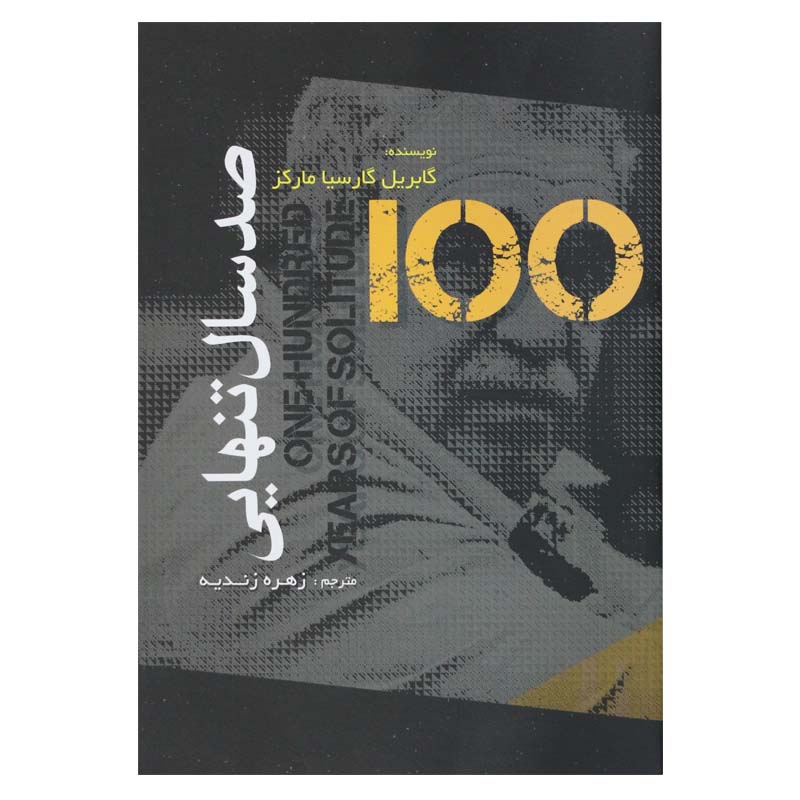 نویسنده:
گابریل گارسیا مارکز
100
صد سال تنهایی
ONE HUNDRED
YEARS OF SOLITUDE
مترجم : زهره زندیه